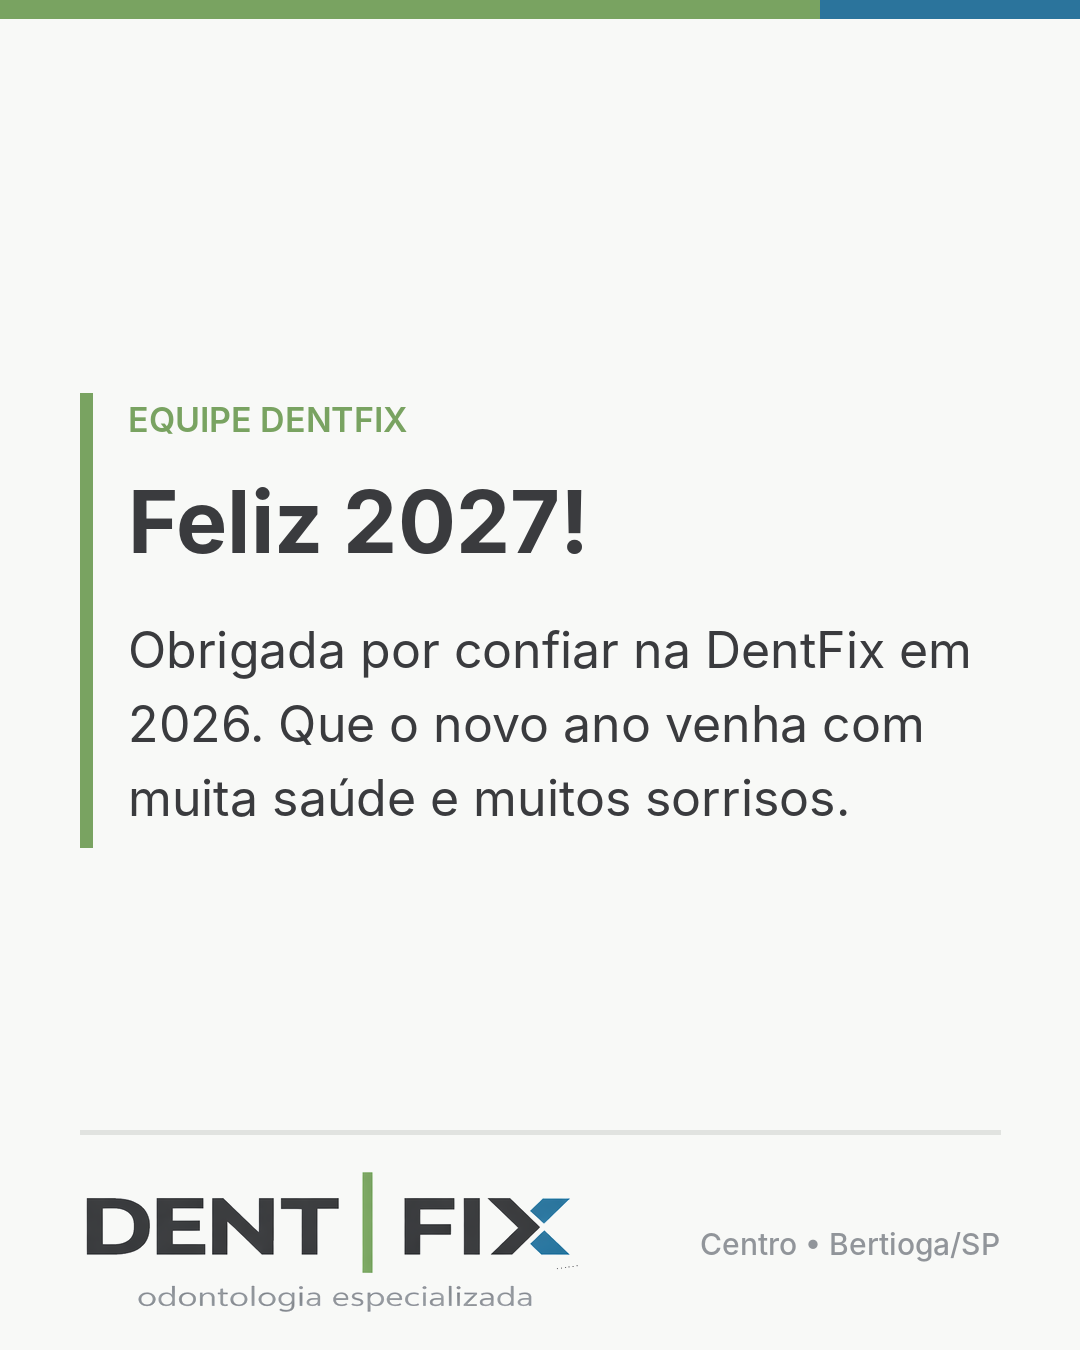 EQUIPE DENTFIX
Feliz 2027!
Obrigada por confiar na DentFix em
2026. Que o novo ano venha com
muita saúde e muitos sorrisos.
DENT FIX
odontologia especializada
Centro • Bertioga/SP